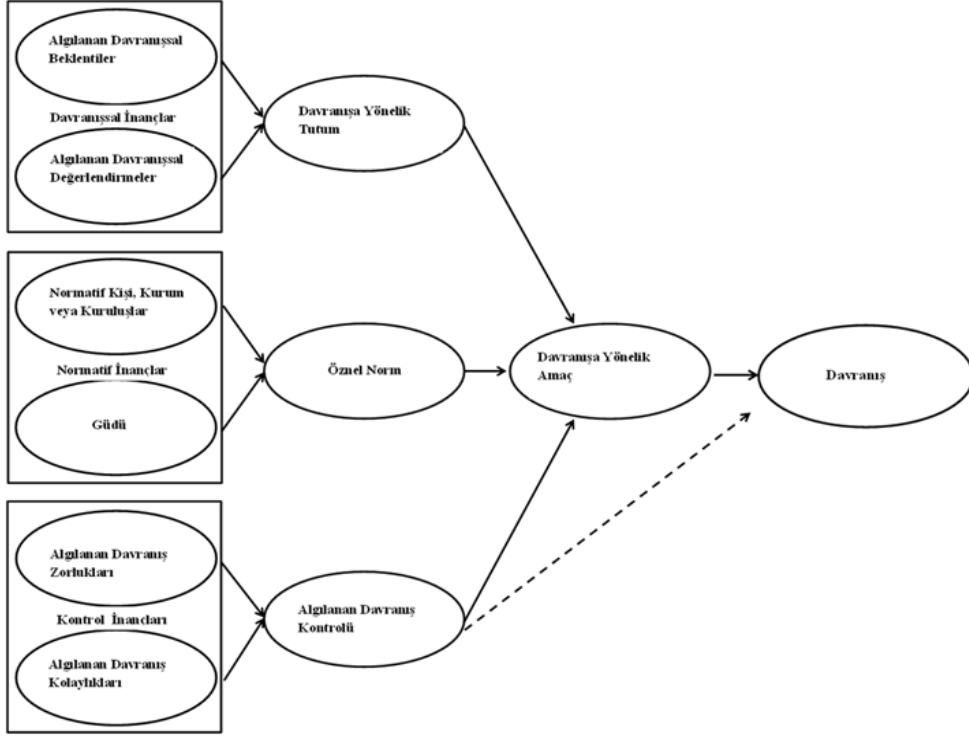 Algılanan Davranışsal
Beklentiler
Davranışsal İnançlar
Algılanan Davranışsal
Değerlendirmeler
Davranışa Yönelik
Tutum
Normatif Kişi, Kurum
veya Kuruluşlar
Normatif İnançlar
Güdü
Öznel Norm
Davranışa Yönelik
Amaç
Davranış
Algılanan Davranış
Zorlukları
Kontrol İnançları
Algılanan Davranış
Kolaylıkları
Algılanan Davranış
Kontrolü